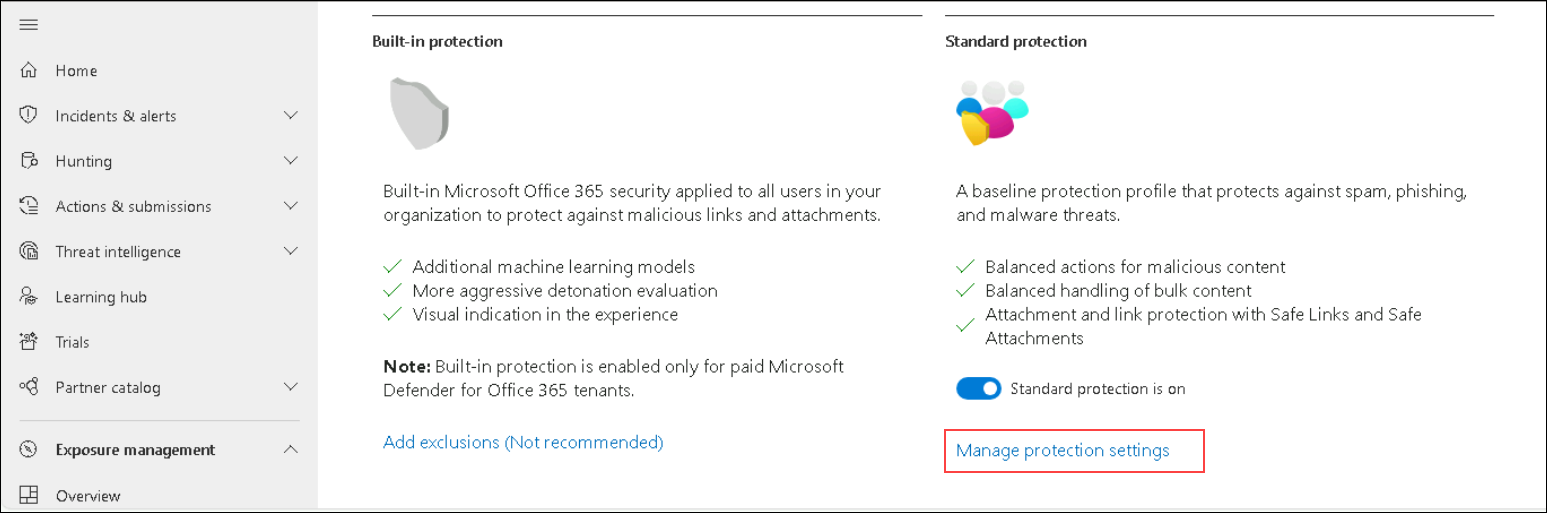 Home
Incidents & alerts
Hunting
Actions & submissions
Threat intelligence
Learning hub
Trials
Partner catalog
Exposure management
Overview
Built-in protection
Built-in Microsoft Office 365 security applied to all users in your
organization to protect against malicious links and attachments.
Additional machine learning models
More aggressive detonation evaluation
Visual indication in the experience
Note: Built-in protection is enabled only for paid Microsoft
Defender for Office 365 tenants.
Add exclusions (Not recommended)
Standard protection
A baseline protection profile that protects against spam, phishing,
and malware threats.
Balanced actions for malicious content
Balanced handling of bulk content
Attachment and link protection with Safe Links and Safe
Attachments
Standard protection is on
Manage protection settings